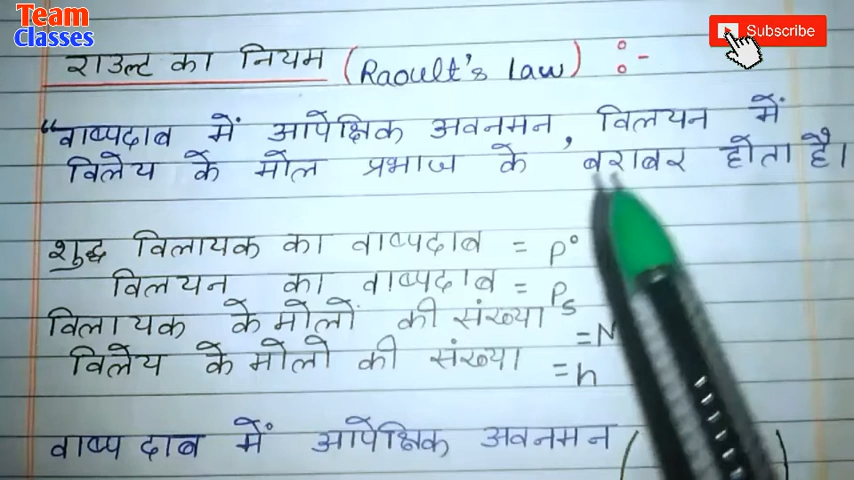 Team
Classes
Subscribe
राउल्ट का नियम (Raoult's law) :-
"वाष्पदाब में आपेक्षिक अवनमन, विलयन में
विलेय के मोल प्रभाज के बराबर होता है।
शुद्ध विलायक का वाष्पदाब = p°
विलयन का वाष्पदाब = Ps
विलायक के मोलों की संख्या = N
विलेय के मोलो की संख्या = n
वाष्प दाब में आपेक्षिक अवनमन (